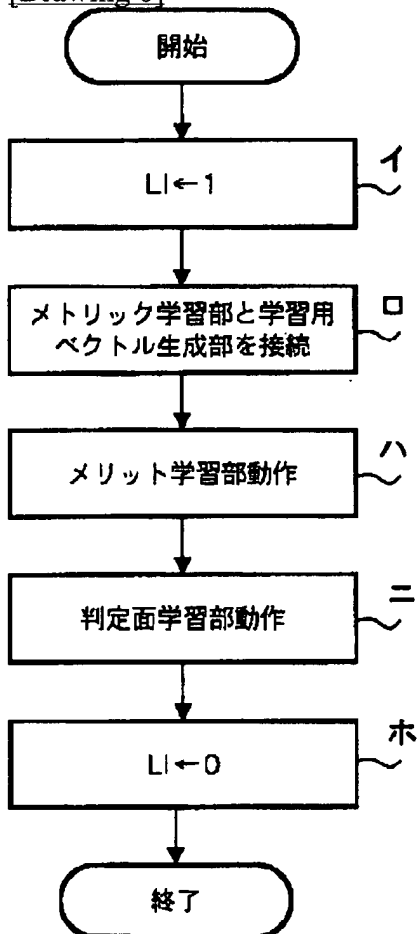 開始
LI←1
イ
メトリック学習部と学習用
ベクトル生成部を接続
ロ
メリット学習部動作
ハ
判定面学習部動作
ニ
LI←0
ホ
終了